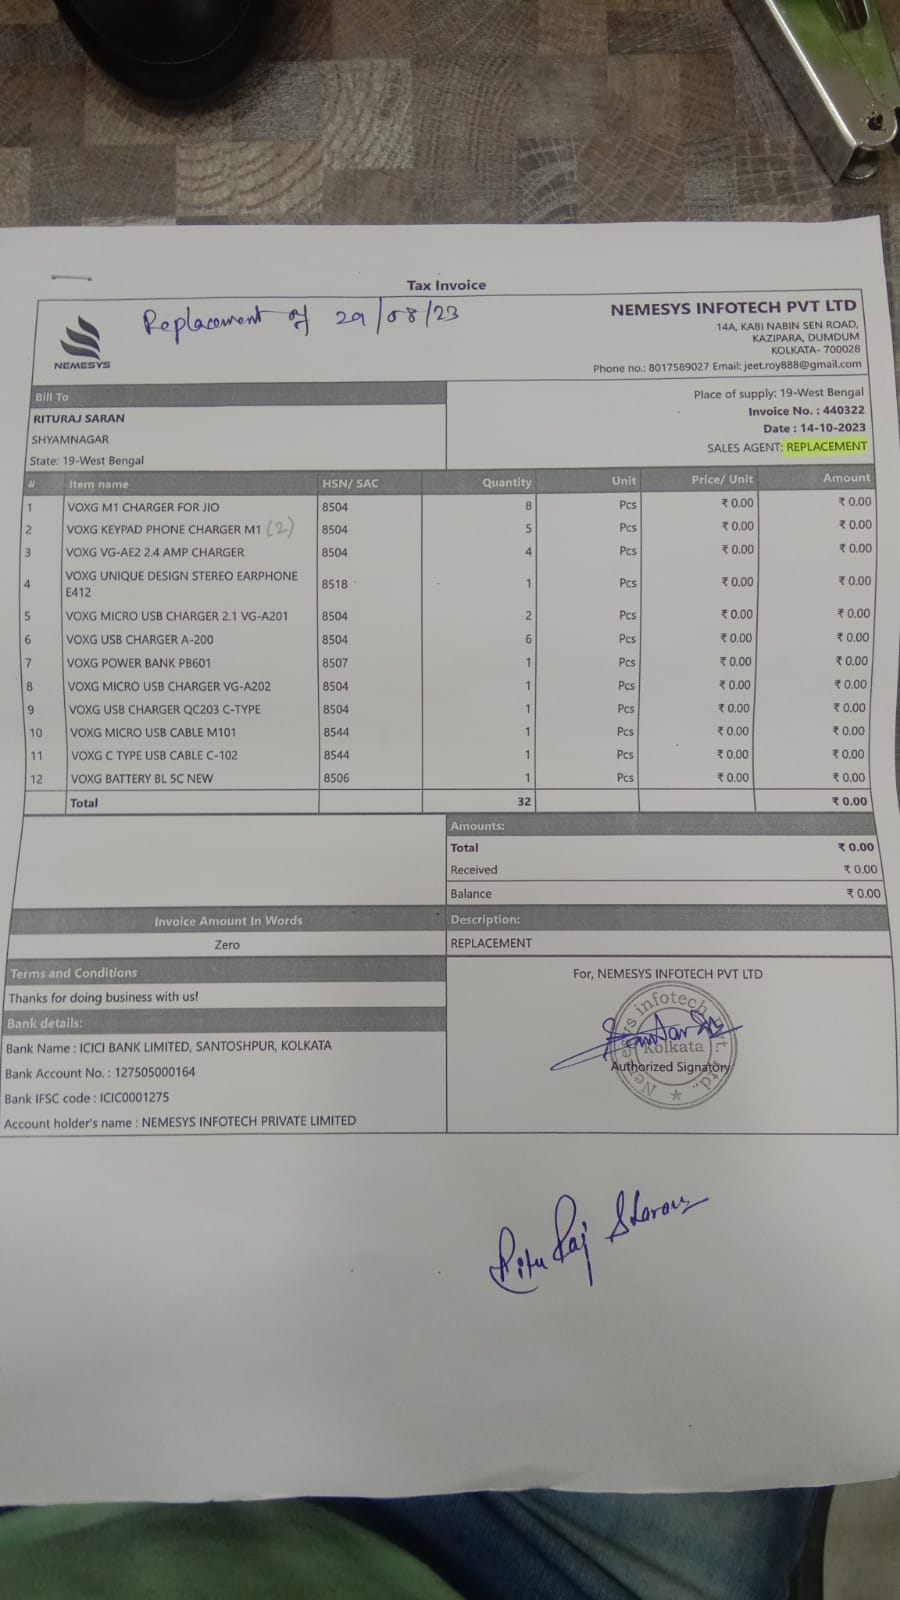 Tax Invoice
Replacement of 29/08/23
NEMESYS
NEMESYS INFOTECH PVT LTD
14A, KABI NABIN SEN ROAD,
KAZIPARA, DUMDUM
KOLKATA- 700028
Phone no.: 8017589027 Email: jeet.roy888@gmail.com
Bill To
RITURAJ SARAN
SHYAMNAGAR
State: 19-West Bengal
Place of supply: 19-West Bengal
Invoice No. : 440322
Date : 14-10-2023
SALES AGENT: REPLACEMENT
# Item name HSN/ SAC Quantity Unit Price/ Unit Amount
1 VOXG M1 CHARGER FOR JIO 8504 8 Pcs ₹ 0.00 ₹ 0.00
2 VOXG KEYPAD PHONE CHARGER M1 (2) 8504 5 Pcs ₹ 0.00 ₹ 0.00
3 VOXG VG-AE2 2.4 AMP CHARGER 8504 4 Pcs ₹ 0.00 ₹ 0.00
4 VOXG UNIQUE DESIGN STEREO EARPHONE
E412 8518 1 Pcs ₹ 0.00 ₹ 0.00
5 VOXG MICRO USB CHARGER 2.1 VG-A201 8504 2 Pcs ₹ 0.00 ₹ 0.00
6 VOXG USB CHARGER A-200 8504 6 Pcs ₹ 0.00 ₹ 0.00
7 VOXG POWER BANK PB601 8507 1 Pcs ₹ 0.00 ₹ 0.00
8 VOXG MICRO USB CHARGER VG-A202 8504 1 Pcs ₹ 0.00 ₹ 0.00
9 VOXG USB CHARGER QC203 C-TYPE 8504 1 Pcs ₹ 0.00 ₹ 0.00
10 VOXG MICRO USB CABLE M101 8544 1 Pcs ₹ 0.00 ₹ 0.00
11 VOXG C TYPE USB CABLE C-102 8544 1 Pcs ₹ 0.00 ₹ 0.00
12 VOXG BATTERY BL 5C NEW 8506 1 Pcs ₹ 0.00 ₹ 0.00
Total 32 ₹ 0.00
Amounts:
Total ₹ 0.00
Received ₹ 0.00
Balance ₹ 0.00
Invoice Amount In Words
Zero
Description:
REPLACEMENT
Terms and Conditions
Thanks for doing business with us!
Bank details:
Bank Name : ICICI BANK LIMITED, SANTOSHPUR, KOLKATA
Bank Account No. : 127505000164
Bank IFSC code : ICIC0001275
Account holder's name : NEMESYS INFOTECH PRIVATE LIMITED
For, NEMESYS INFOTECH PVT LTD
Nemesys infotech Pvt. Ltd..
Kolkata
Authorized Signatory
Ritu Raj Sharan